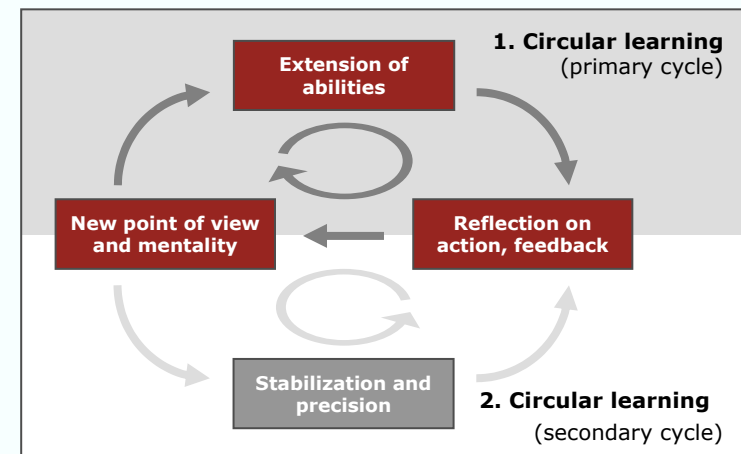 1. Circular learning
(primary cycle)
Extension of
abilities
New point of view
and mentality
Reflection on
action, feedback
Stabilization and
precision
2. Circular learning
(secondary cycle)